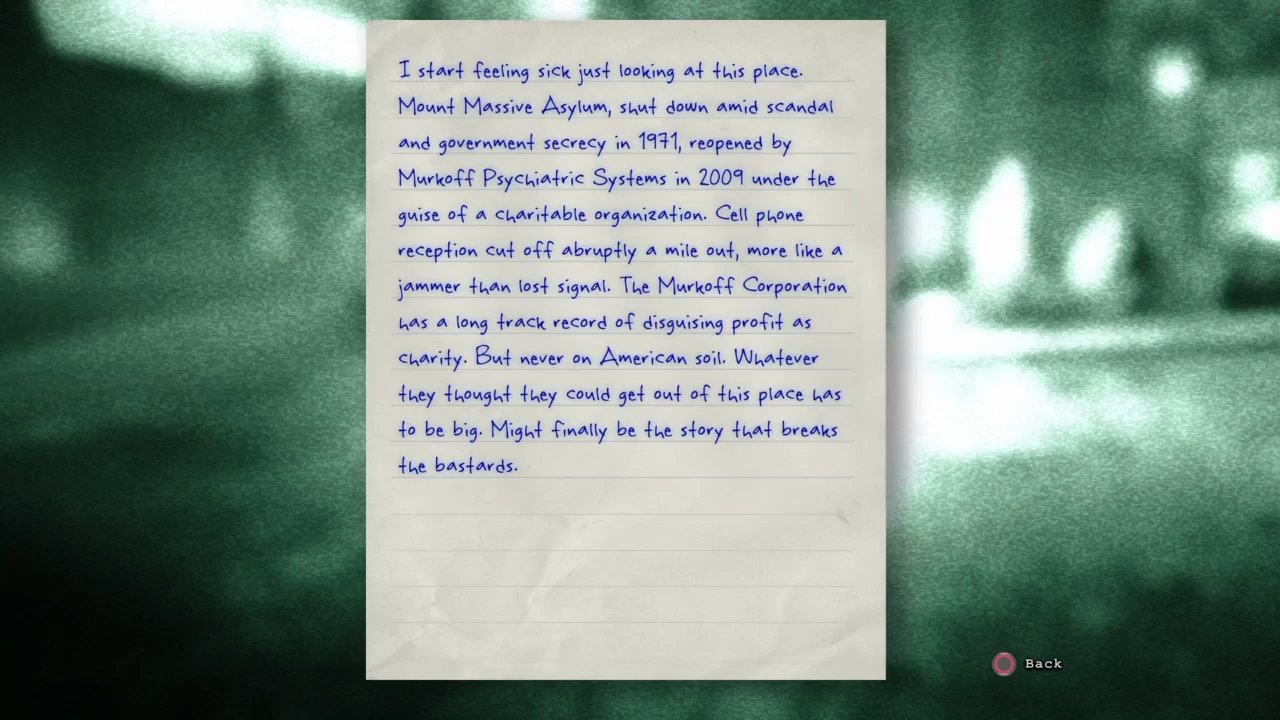 I start feeling sick just looking at this place.
Mount Massive Asylum, shut down amid scandal
and government secrecy in 1971, reopened by
Murkoff Psychiatric Systems in 2009 under the
guise of a charitable organization. Cell phone
reception cut off abruptly a mile out, more like a
jammer than lost signal. The Murkoff Corporation
has a long track record of disguising profit as
charity. But never on American soil. Whatever
they thought they could get out of this place has
to be big. Might finally be the story that breaks
the bastards.
Back